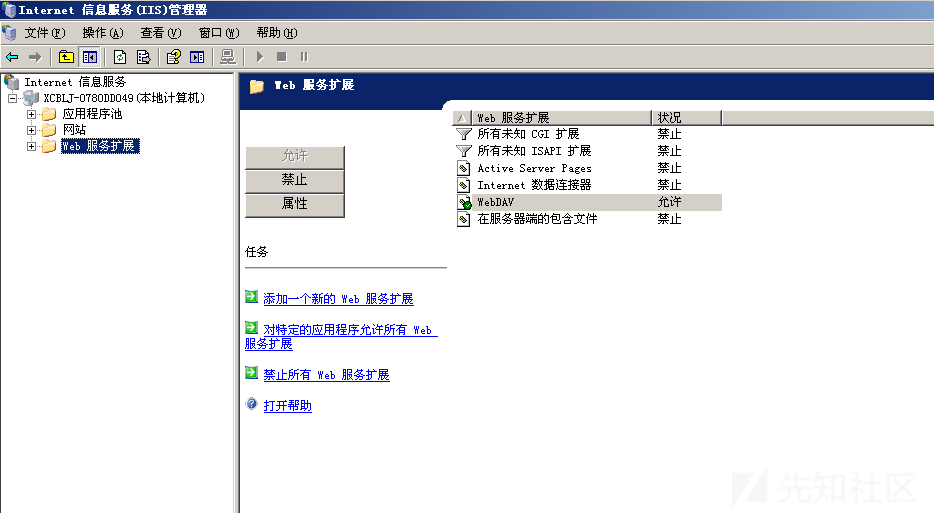 Internet 信息服务(IIS)管理器
文件(F) 操作(A) 查看(V) 窗口(W) 帮助(H)
Internet 信息服务
XCBLJ-0780DD049(本地计算机)
应用程序池
网站
Web 服务扩展
Web 服务扩展
允许
禁止
属性
任务
添加一个新的 Web 服务扩展
对特定的应用程序允许所有 Web
服务扩展
禁止所有 Web 服务扩展
打开帮助
Web 服务扩展 状况
所有未知 CGI 扩展 禁止
所有未知 ISAPI 扩展 禁止
Active Server Pages 禁止
Internet 数据连接器 禁止
WebDAV 允许
在服务器端的包含文件 禁止
先知社区